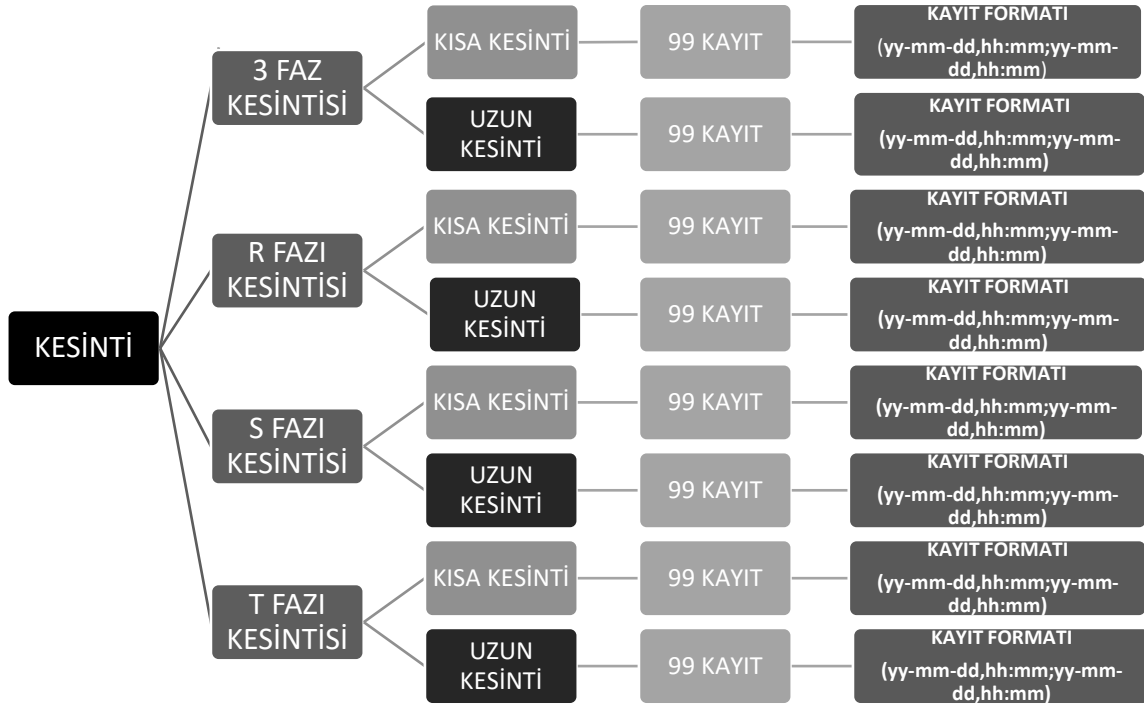 KESİNTİ
3 FAZ
KESİNTİSİ
KISA KESİNTİ
99 KAYIT
KAYIT FORMATI
(yy-mm-dd,hh:mm;yy-mm-
dd,hh:mm)
UZUN
KESİNTİ
99 KAYIT
KAYIT FORMATI
(yy-mm-dd,hh:mm;yy-mm-
dd,hh:mm)
R FAZI
KESİNTİSİ
KISA KESİNTİ
99 KAYIT
KAYIT FORMATI
(yy-mm-dd,hh:mm;yy-mm-
dd,hh:mm)
UZUN
KESİNTİ
99 KAYIT
KAYIT FORMATI
(yy-mm-dd,hh:mm;yy-mm-
dd,hh:mm)
S FAZI
KESİNTİSİ
KISA KESİNTİ
99 KAYIT
KAYIT FORMATI
(yy-mm-dd,hh:mm;yy-mm-
dd,hh:mm)
UZUN
KESİNTİ
99 KAYIT
KAYIT FORMATI
(yy-mm-dd,hh:mm;yy-mm-
dd,hh:mm)
T FAZI
KESİNTİSİ
KISA KESİNTİ
99 KAYIT
KAYIT FORMATI
(yy-mm-dd,hh:mm;yy-mm-
dd,hh:mm)
UZUN
KESİNTİ
99 KAYIT
KAYIT FORMATI
(yy-mm-dd,hh:mm;yy-mm-
dd,hh:mm)